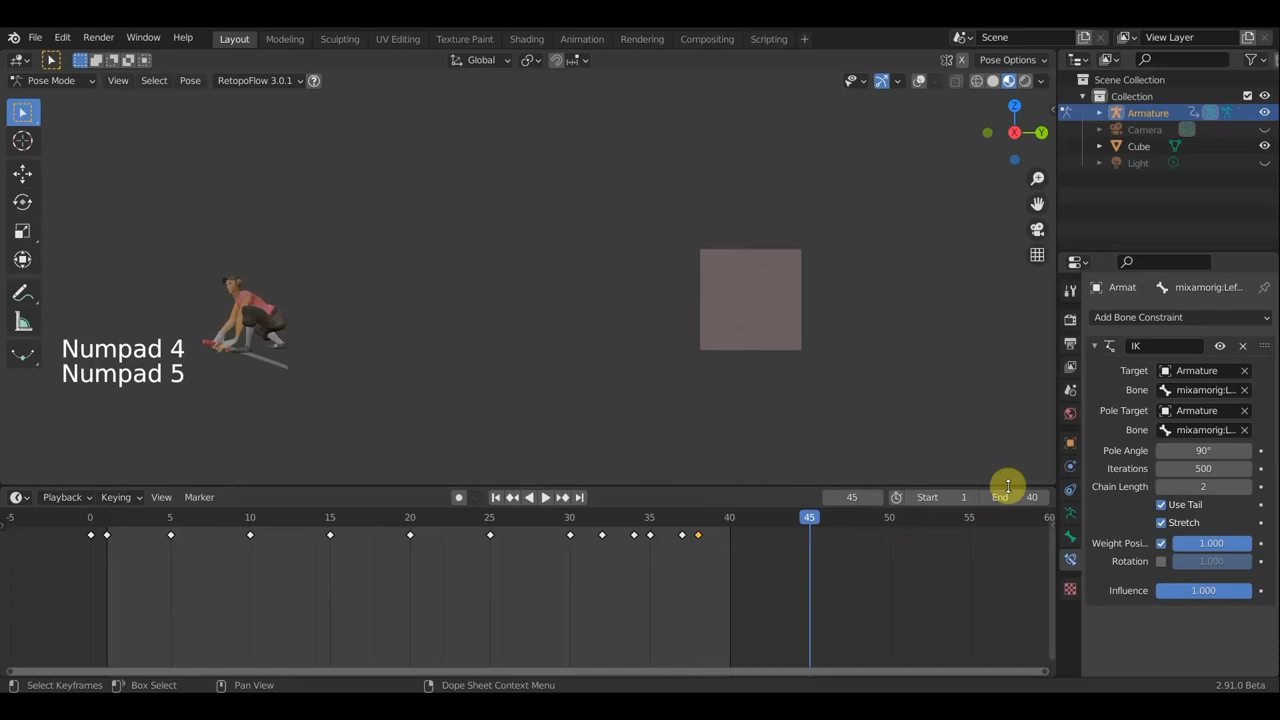 File Edit Render Window Help Layout Modeling Sculpting UV Editing Texture Paint Shading Animation Rendering Compositing Scripting + Scene View Layer
Global Pose Options
Pose Mode View Select Pose RetopoFlow 3.0.1
Scene Collection
Collection
Armature
Camera
Cube
Light
Z
X
Y
Numpad 4
Numpad 5
Armat mixamorig:Lef...
Add Bone Constraint
IK
Target Armature
Bone mixamorig:L...
Pole Target Armature
Bone mixamorig:L...
Pole Angle 90°
Iterations 500
Chain Length 2
Use Tail
Stretch
Weight Posi... 1.000
Rotation 1.000
Influence 1.000
Playback Keying View Marker 45 Start 1 End 40
-5 0 5 10 15 20 25 30 35 40 45 50 55 60
Select Keyframes Box Select Pan View Dope Sheet Context Menu 2.91.0 Beta